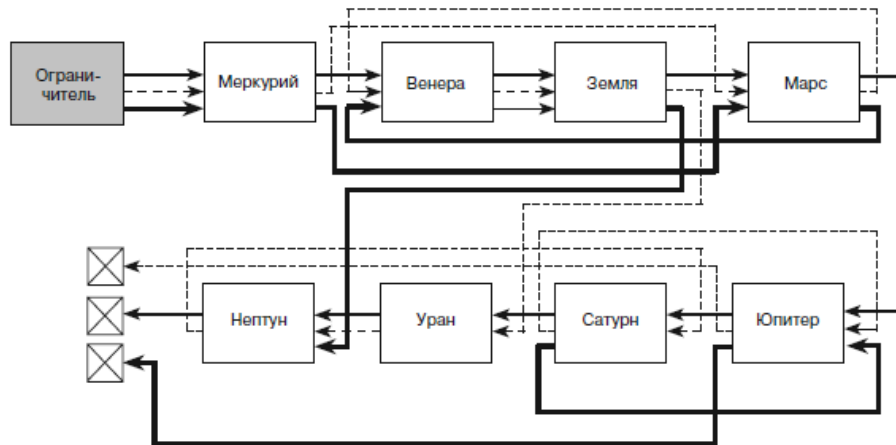 Ограни-
читель
Меркурий
Венера
Земля
Марс
Нептун
Уран
Сатурн
Юпитер